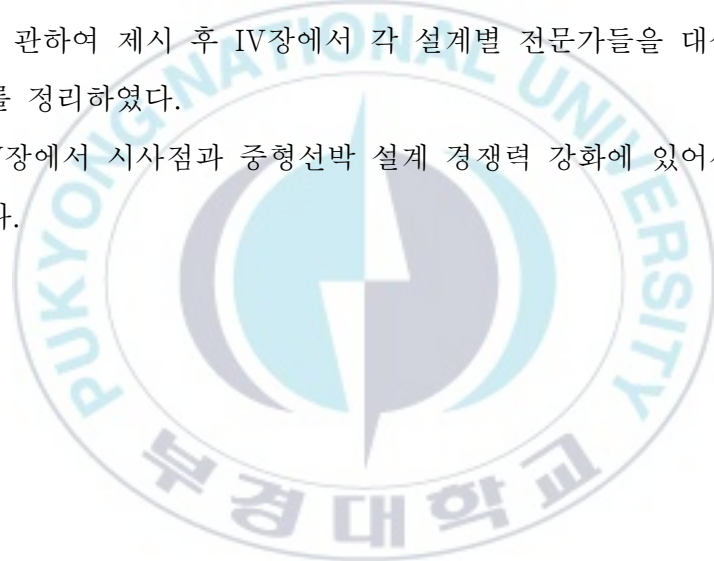 관하여 제시 후 IV장에서 각 설계별 전문가들을 대
를 정리하였다.
장에서 시사점과 중형선박 설계 경쟁력 강화에 있어
다.
PUKYONG NATIONAL UNIVERSITY
부경대학교